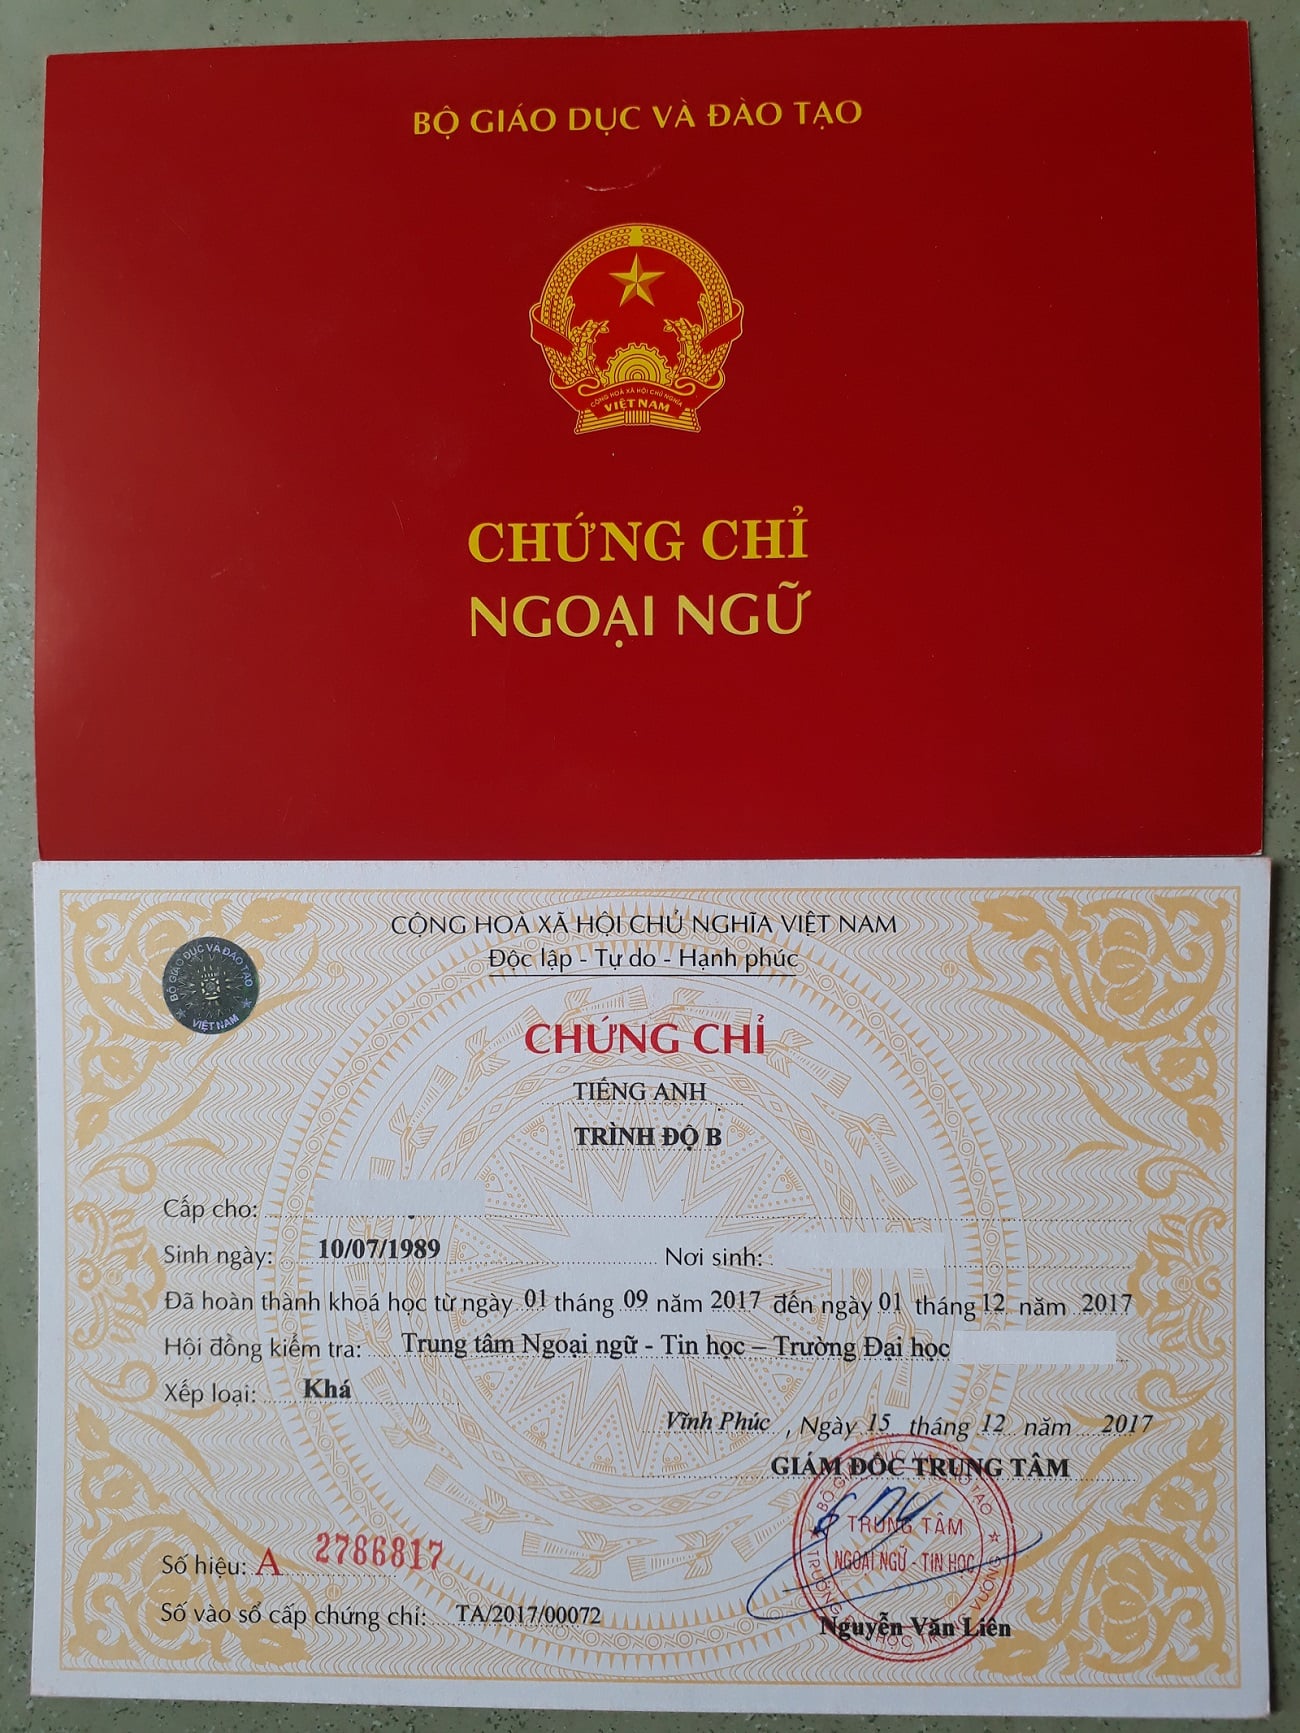 BỘ GIÁO DỤC VÀ ĐÀO TẠO
CỘNG HOÀ XÃ HỘI CHỦ NGHĨA
VIỆT NAM
CHỨNG CHỈ
NGOẠI NGỮ
CỘNG HOÀ XÃ HỘI CHỦ NGHĨA VIỆT NAM
Độc lập - Tự do - Hạnh phúc
BỘ GIÁO DỤC VÀ ĐÀO TẠO
VIỆT NAM
CHỨNG CHỈ
TIẾNG ANH
TRÌNH ĐỘ B
Cấp cho:
Sinh ngày: 10/07/1989 Nơi sinh:
Đã hoàn thành khoá học từ ngày 01 tháng 09 năm 2017 đến ngày 01 tháng 12 năm 2017
Hội đồng kiểm tra: Trung tâm Ngoại ngữ - Tin học – Trường Đại học
Xếp loại: Khá
Vĩnh Phúc, Ngày 15 tháng 12 năm 2017
GIÁM ĐỐC TRUNG TÂM
TRUNG TÂM
NGOẠI NGỮ - TIN HỌC
Số hiệu: A 2786817
Số vào sổ cấp chứng chỉ: TA/2017/00072
Nguyễn Văn Liên